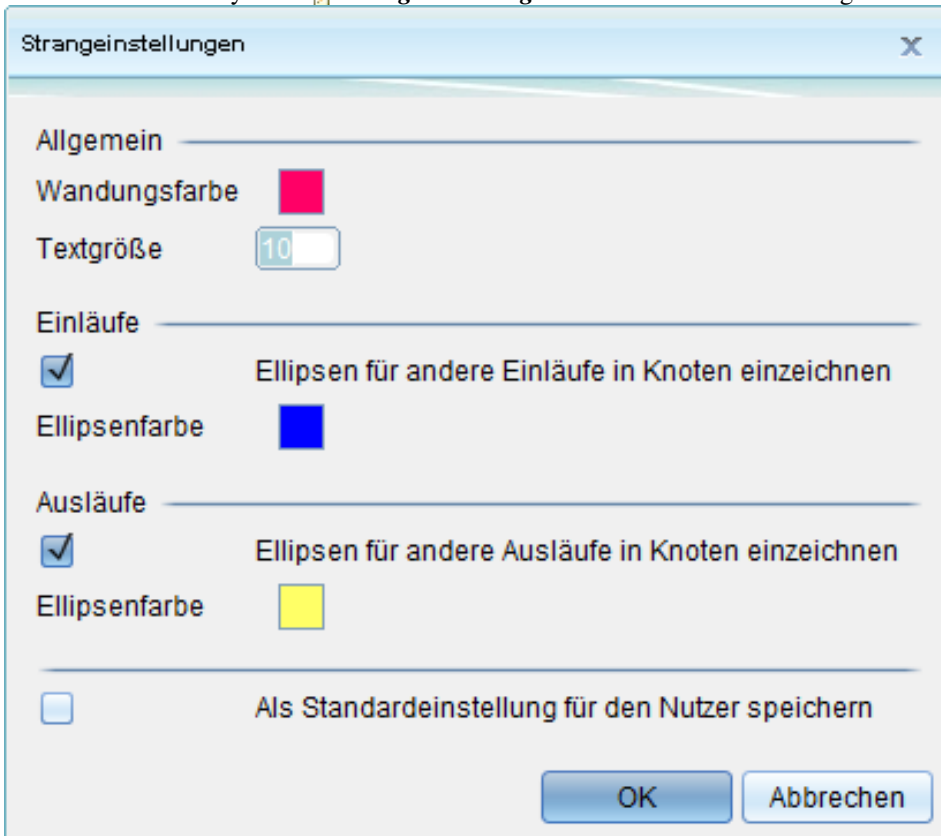 Strangeinstellungen
Allgemein
Wandungsfarbe
Textgröße 10
Einläufe
Ellipsen für andere Einläufe in Knoten einzeichnen
Ellipsenfarbe
Ausläufe
Ellipsen für andere Ausläufe in Knoten einzeichnen
Ellipsenfarbe
Als Standardeinstellung für den Nutzer speichern
OK Abbrechen